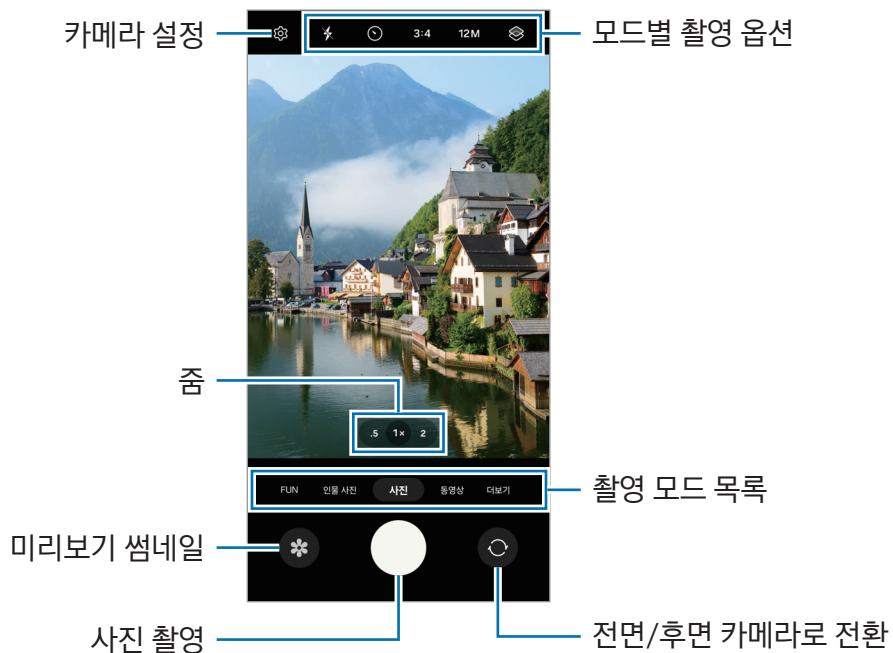 카메라 설정
3:4
12M
모드별 촬영 옵션
줌
.5
1×
2
FUN
인물 사진
사진
동영상
더보기
촬영 모드 목록
미리보기 썸네일
사진 촬영
전면/후면 카메라로 전환